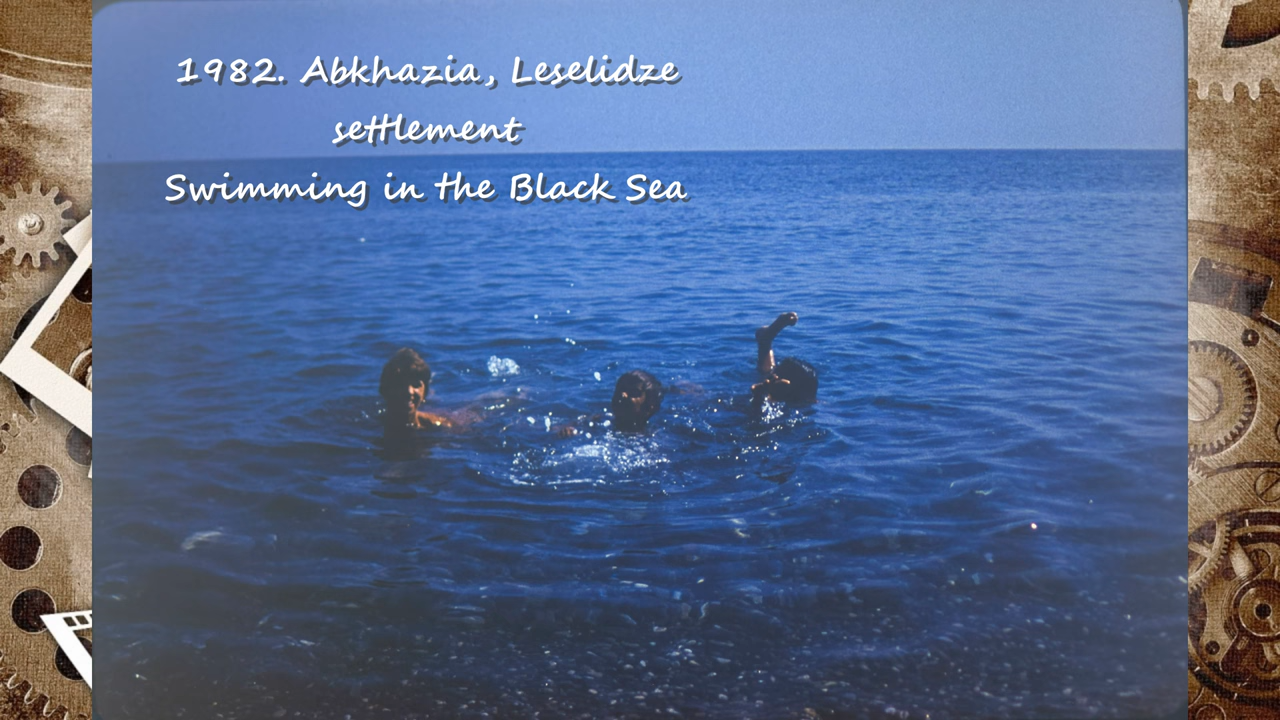 1982. Abkhazia, Leselidze
settlement
Swimming in the Black Sea